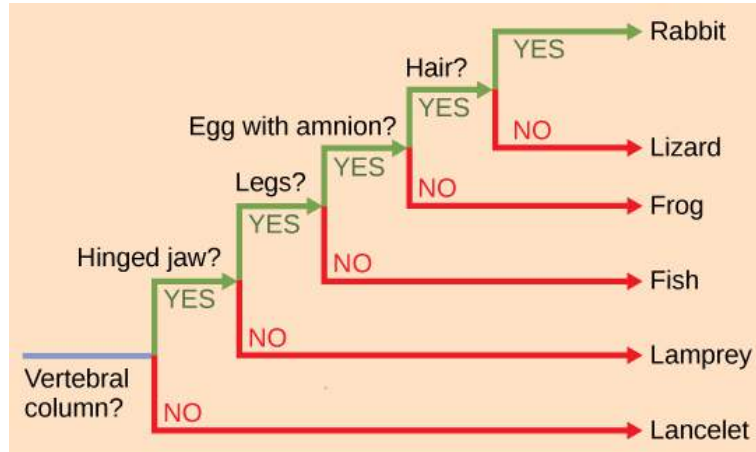 Rabbit
YES
Hair?
YES
NO
Lizard
Egg with amnion?
YES
NO
Frog
Legs?
YES
NO
Fish
Hinged jaw?
YES
NO
Lamprey
Vertebral
column?
NO
Lancelet